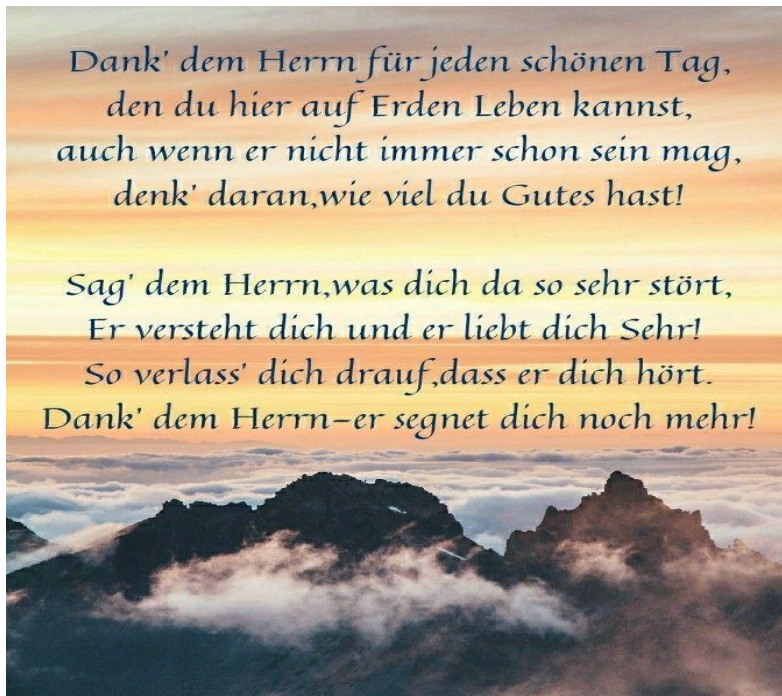 Dank' dem Herrn für jeden schönen Tag,
den du hier auf Erden Leben kannst,
auch wenn er nicht immer schon sein mag,
denk' daran,wie viel du Gutes hast!
Sag' dem Herrn,was dich da so sehr stört,
Er versteht dich und er liebt dich Sehr!
So verlass' dich drauf,dass er dich hört.
Dank' dem Herrn–er segnet dich noch mehr!